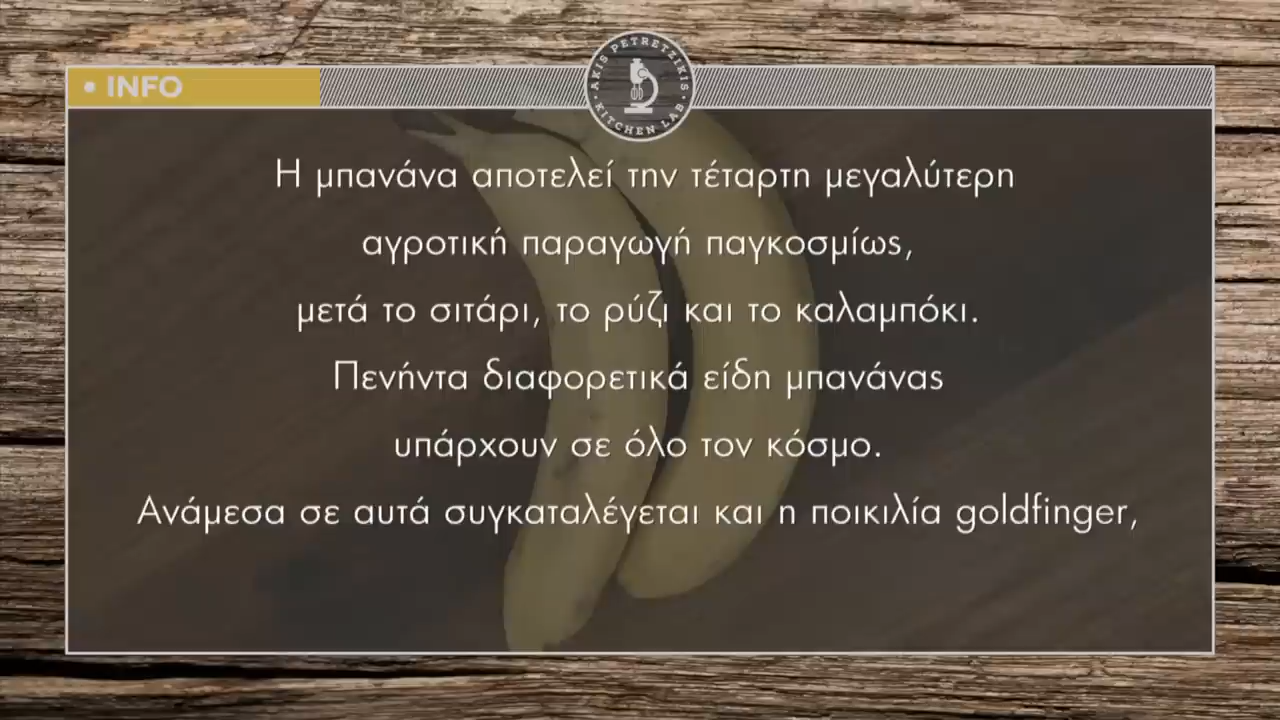 • INFO
AKIS PETRETZIKIS
• KITCHEN LAB •
Η μπανάνα αποτελεί την τέταρτη μεγαλύτερη
αγροτική παραγωγή παγκοσμίως,
μετά το σιτάρι, το ρύζι και το καλαμπόκι.
Πενήντα διαφορετικά είδη μπανάνας
υπάρχουν σε όλο τον κόσμο.
Ανάμεσα σε αυτά συγκαταλέγεται και η ποικιλία goldfinger,